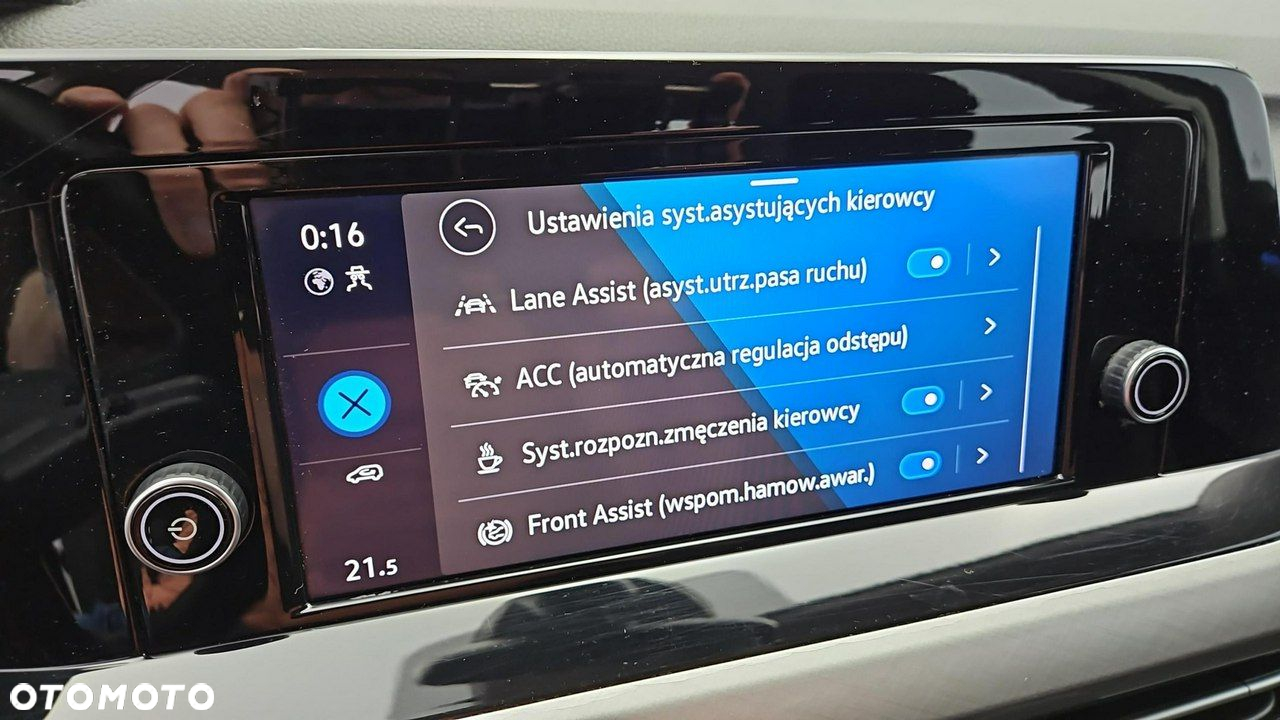 0:16
Ustawienia syst.asystujących kierowcy
Lane Assist (asyst.utrz.pasa ruchu)
ACC (automatyczna regulacja odstępu)
Syst.rozpozn.zmęczenia kierowcy
Front Assist (wspom.hamow.awar.)
21.5
OTOMOTO